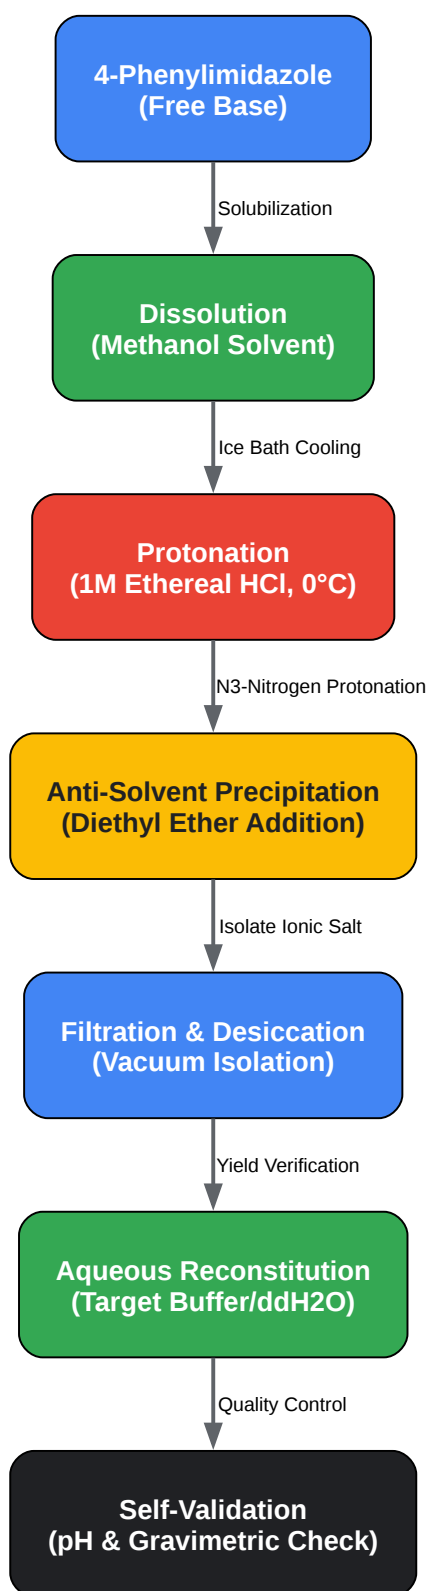 4-Phenylimidazole
(Free Base)
Solubilization
Dissolution
(Methanol Solvent)
Ice Bath Cooling
Protonation
(1M Ethereal HCl, 0°C)
N3-Nitrogen Protonation
Anti-Solvent Precipitation
(Diethyl Ether Addition)
Isolate Ionic Salt
Filtration & Desiccation
(Vacuum Isolation)
Yield Verification
Aqueous Reconstitution
(Target Buffer/ddH2O)
Quality Control
Self-Validation
(pH & Gravimetric Check)